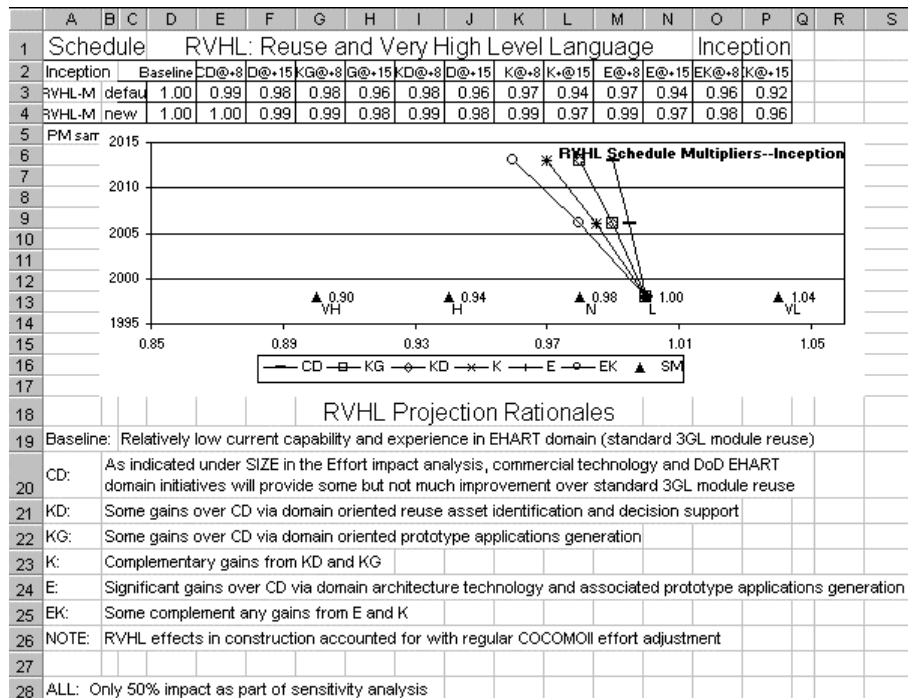 A B C D E F G H I J K L M N O P Q R S
1 Schedule RVHL: Reuse and Very High Level Language Inception
2 Inception Baseline CD@+8 D@+15 KG@+8 G@+15 KD@+8 D@+15 K@+8 K+@15 E@+8 E@+15 EK@+8 K@+15
3 RVHL-M defau 1.00 0.99 0.98 0.98 0.96 0.98 0.96 0.97 0.94 0.97 0.94 0.96 0.92
4 RVHL-M new 1.00 1.00 0.99 0.99 0.98 0.99 0.98 0.99 0.97 0.99 0.97 0.98 0.96
5 PM sam 2015
6 RVHL Schedule Multipliers--Inception
7
8 2010
9
10 2005
11
12 2000
13 0.90 0.94 0.98 1.00 1.04
VH H N L VL
14 1995
15 0.85 0.89 0.93 0.97 1.01 1.05
16 CD KG KD K E EK SM
17
18 RVHL Projection Rationales
19 Baseline: Relatively low current capability and experience in EHART domain (standard 3GL module reuse)
CD: As indicated under SIZE in the Effort impact analysis, commercial technology and DoD EHART
20 domain initiatives will provide some but not much improvement over standard 3GL module reuse
21 KD: Some gains over CD via domain oriented reuse asset identification and decision support
22 KG: Some gains over CD via domain oriented prototype applications generation
23 K: Complementary gains from KD and KG
24 E: Significant gains over CD via domain architecture technology and associated prototype applications generation
25 EK: Some complement any gains from E and K
26 NOTE: RVHL effects in construction accounted for with regular COCOMOII effort adjustment
27
28 ALL: Only 50% impact as part of sensitivity analysis